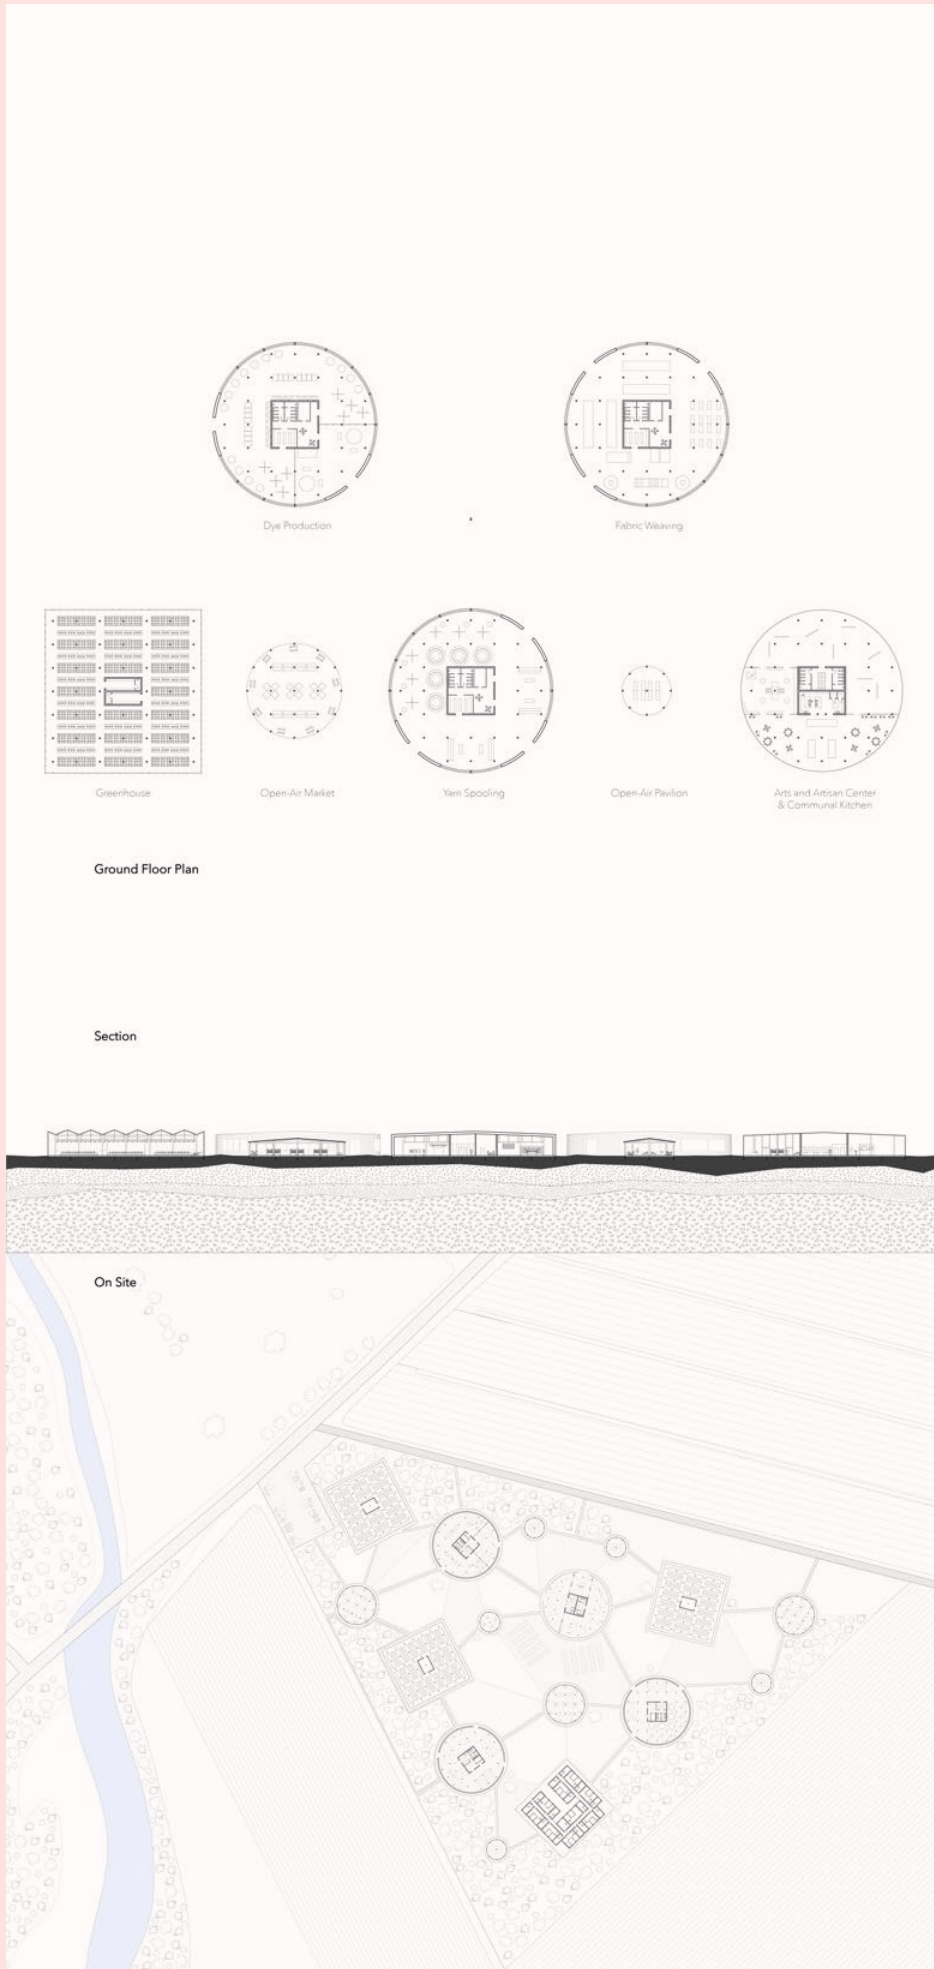 Dye Production
Fabric Weaving
Greenhouse
Open-Air Market
Yarn Spooling
Open-Air Pavilion
Arts and Artisan Center
& Communal Kitchen
Ground Floor Plan
Section
On Site